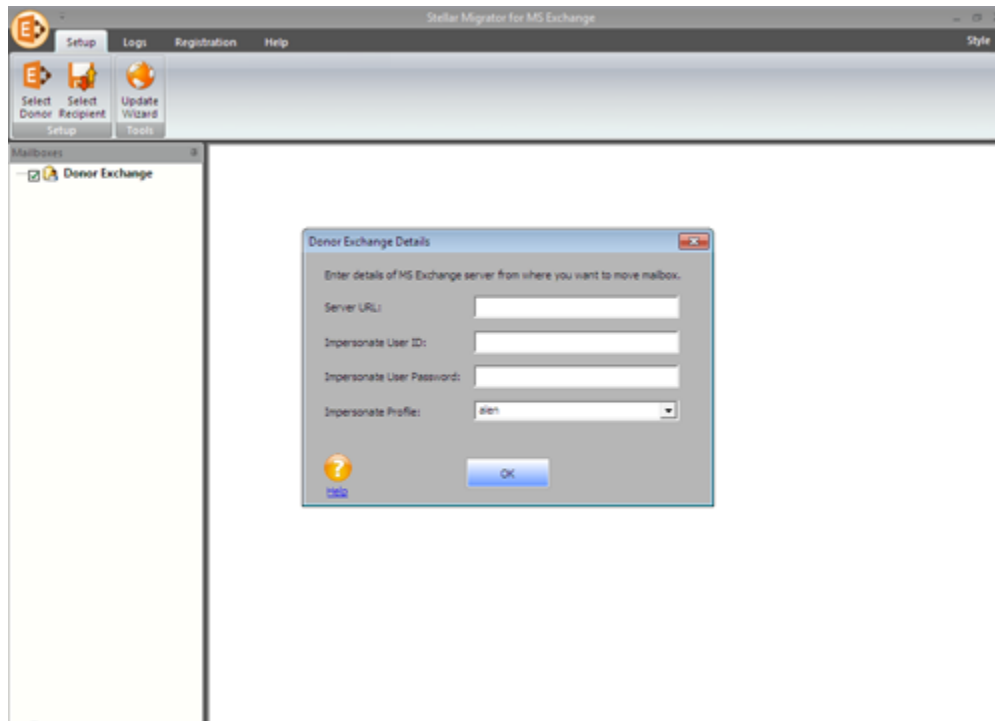 Stellar Migrator for MS Exchange
Setup Logs Registration Help Style
Select Donor
Select Recipient
Update Wizard
Setup Tools
Mailboxes
Donor Exchange
Donor Exchange Details
Enter details of MS Exchange server from where you want to move mailbox.
Server URL:
Impersonate User ID:
Impersonate User Password:
Impersonate Profile: alen
OK
Help